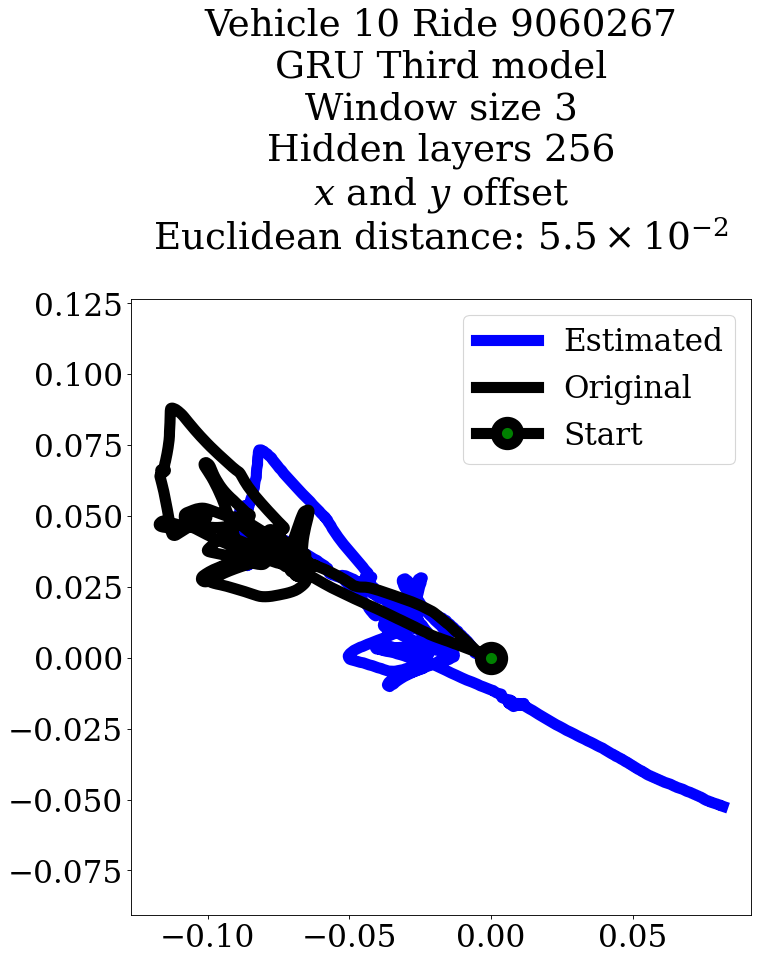 Vehicle 10 Ride 9060267
GRU Third model
Window size 3
Hidden layers 256
x and y offset
Euclidean distance: 5.5 × 10⁻²
Estimated
Original
Start
0.125
0.100
0.075
0.050
0.025
0.000
−0.025
−0.050
−0.075
−0.10 −0.05 0.00 0.05